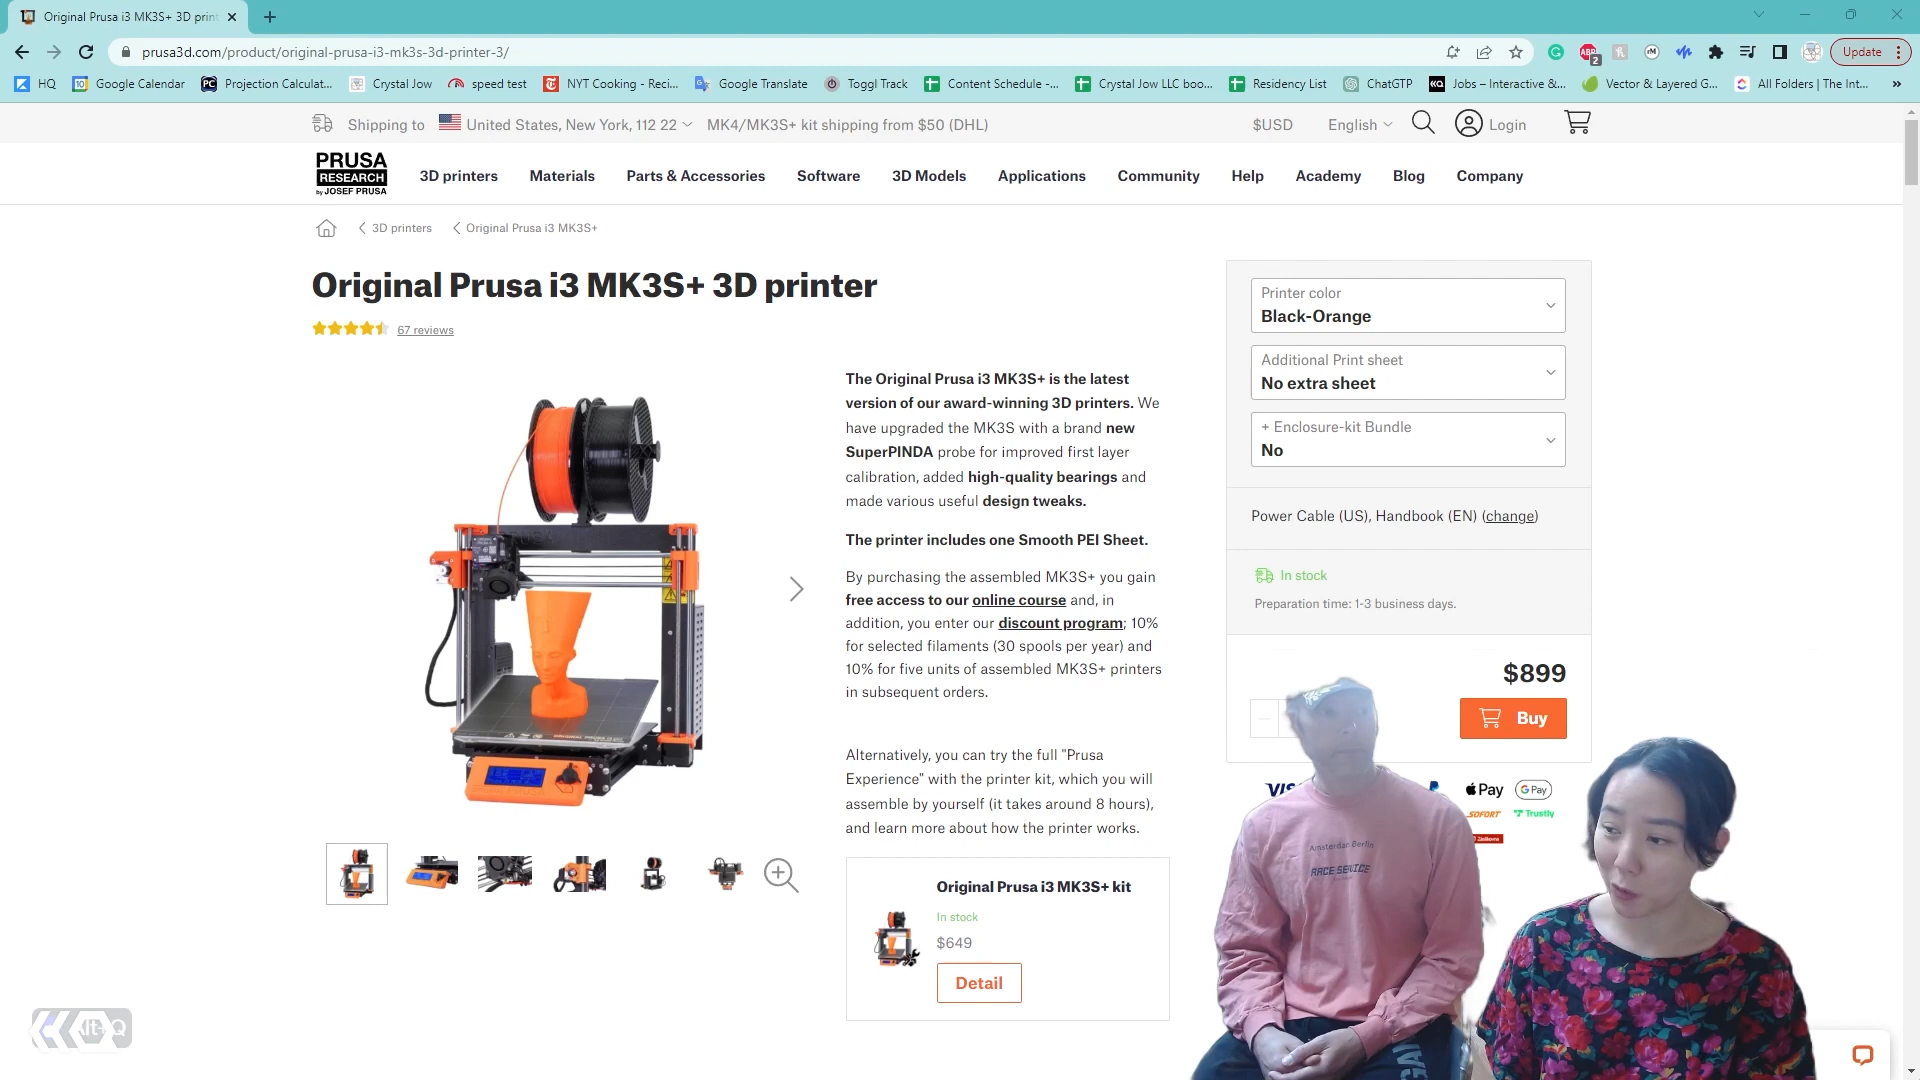 Original Prusa i3 MK3S+ 3D print
prusa3d.com/product/original-prusa-i3-mk3s-3d-printer-3/
ABP
2
Update
HQ
10
Google Calendar
PC
Projection Calculat...
Crystal Jow
speed test
NYT Cooking - Reci...
Google Translate
Toggl Track
Content Schedule -...
Crystal Jow LLC boo...
Residency List
ChatGTP
Jobs – Interactive &...
Vector & Layered G...
All Folders | The Int...
»
Shipping to
United States, New York, 112 22
MK4/MK3S+ kit shipping from $50 (DHL)
$USD
English
Login
PRUSA
RESEARCH
by JOSEF PRUSA
3D printers
Materials
Parts & Accessories
Software
3D Models
Applications
Community
Help
Academy
Blog
Company
3D printers
Original Prusa i3 MK3S+
Original Prusa i3 MK3S+ 3D printer
67 reviews
The Original Prusa i3 MK3S+ is the latest
version of our award-winning 3D printers. We
have upgraded the MK3S with a brand new
SuperPINDA probe for improved first layer
calibration, added high-quality bearings and
made various useful design tweaks.
The printer includes one Smooth PEI Sheet.
By purchasing the assembled MK3S+ you gain
free access to our online course and, in
addition, you enter our discount program; 10%
for selected filaments (30 spools per year) and
10% for five units of assembled MK3S+ printers
in subsequent orders.
Alternatively, you can try the full "Prusa
Experience" with the printer kit, which you will
assemble by yourself (it takes around 8 hours),
and learn more about how the printer works.
Original Prusa i3 MK3S+ kit
In stock
$649
Detail
Printer color
Black-Orange
Additional Print sheet
No extra sheet
+ Enclosure-kit Bundle
No
Power Cable (US), Handbook (EN) (change)
In stock
Preparation time: 1-3 business days.
$899
Buy
VIS
Pay
G Pay
SOFORT
Trustly
Amsterdam Berlin
RACE SERVICE
Alt+Q